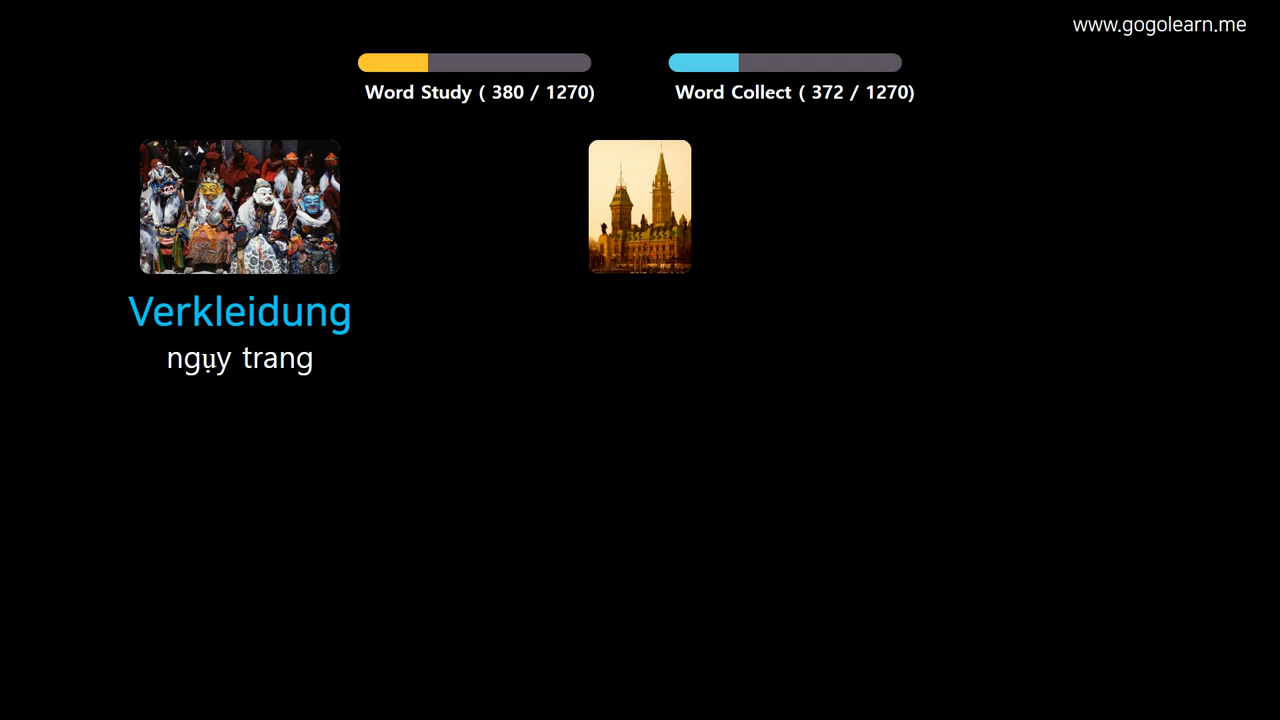 www.gogolearn.me
Word Study ( 380 / 1270)
Word Collect ( 372 / 1270)
Verkleidung
ngụy trang